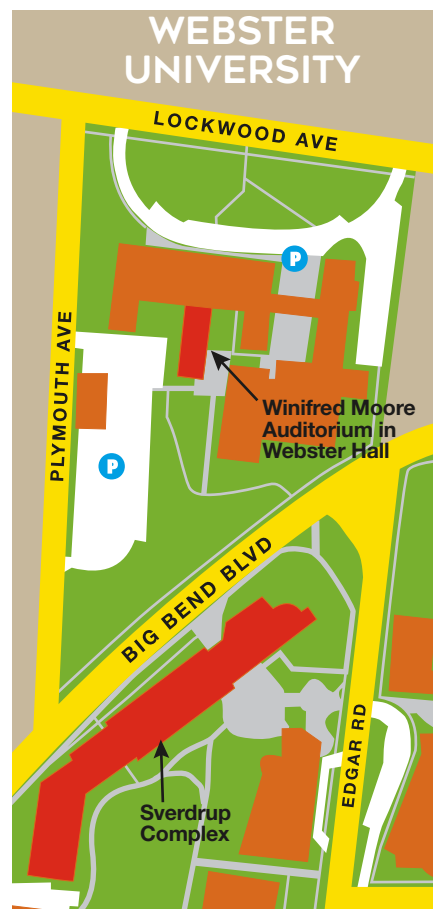 WEBSTER
UNIVERSITY
LOCKWOOD AVE
P
PLYMOUTH AVE
Winifred Moore
Auditorium in
Webster Hall
P
BIG BEND BLVD
EDGAR RD
Sverdrup
Complex